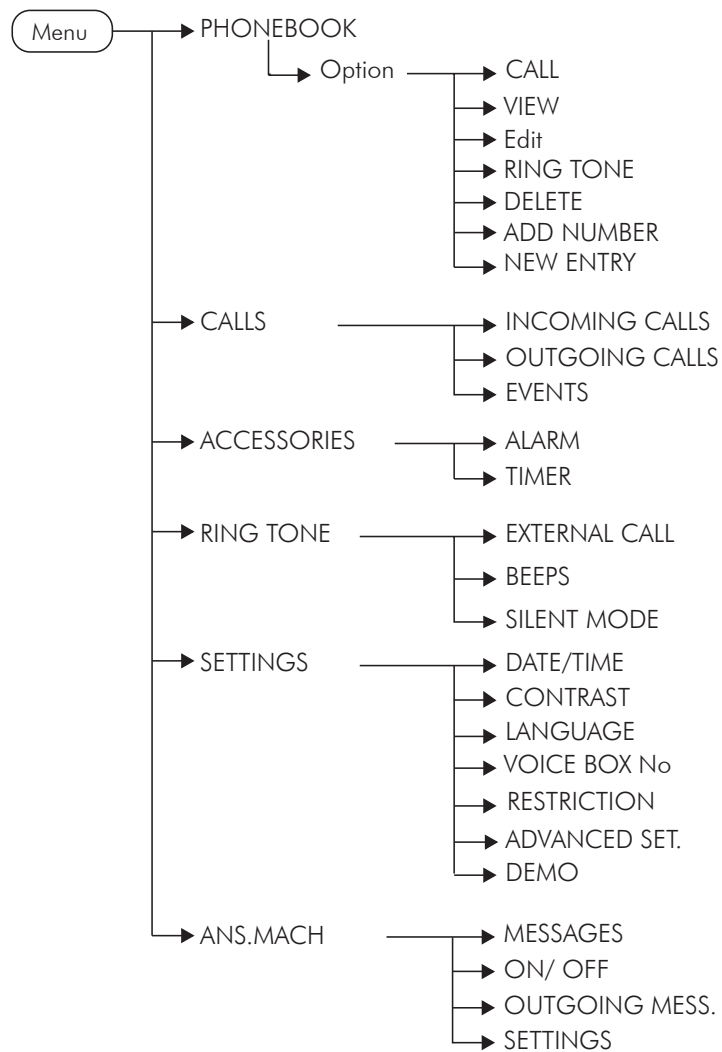 Menu
PHONEBOOK
Option
CALL
VIEW
Edit
RING TONE
DELETE
ADD NUMBER
NEW ENTRY
CALLS
INCOMING CALLS
OUTGOING CALLS
EVENTS
ACCESSORIES
ALARM
TIMER
RING TONE
EXTERNAL CALL
BEEPS
SILENT MODE
SETTINGS
DATE/TIME
CONTRAST
LANGUAGE
VOICE BOX No
RESTRICTION
ADVANCED SET.
DEMO
ANS.MACH
MESSAGES
ON/ OFF
OUTGOING MESS.
SETTINGS